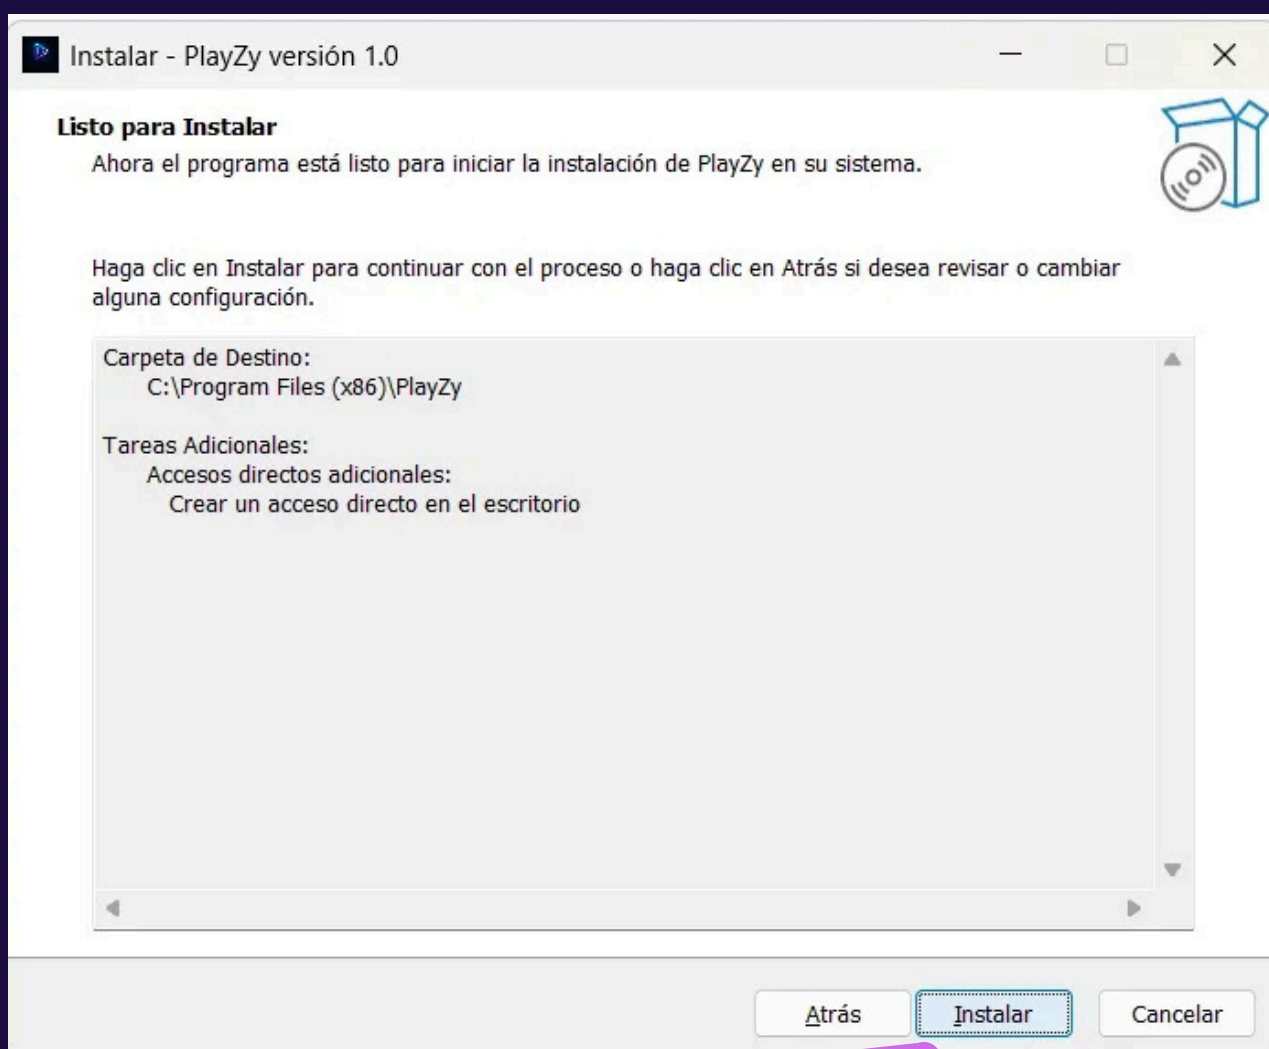 Instalar - PlayZy versión 1.0
Listo para Instalar
Ahora el programa está listo para iniciar la instalación de PlayZy en su sistema.
Haga clic en Instalar para continuar con el proceso o haga clic en Atrás si desea revisar o cambiar
alguna configuración.
Carpeta de Destino:
C:\Program Files (x86)\PlayZy
Tareas Adicionales:
Accesos directos adicionales:
Crear un acceso directo en el escritorio
Atrás
Instalar
Cancelar